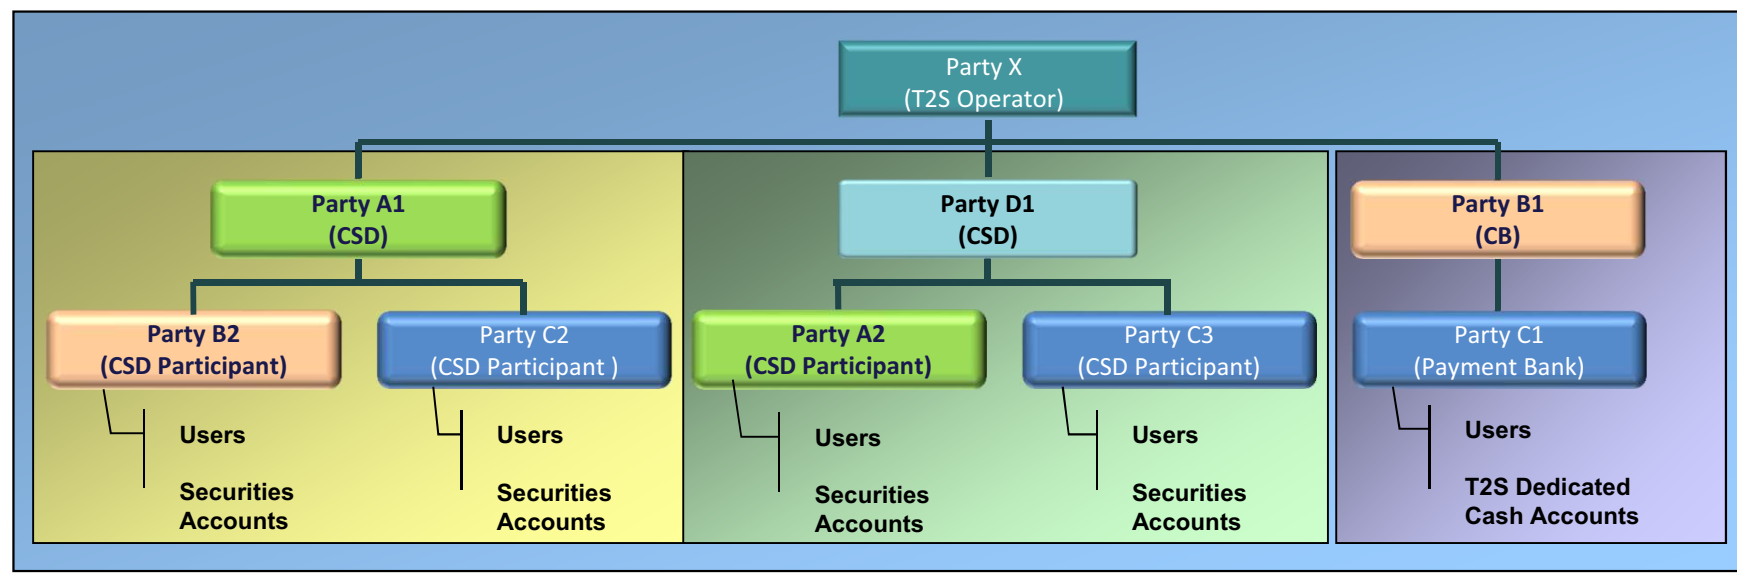 Party X
(T2S Operator)
Party A1
(CSD)
Party D1
(CSD)
Party B1
(CB)
Party B2
(CSD Participant)
Party C2
(CSD Participant )
Party A2
(CSD Participant)
Party C3
(CSD Participant)
Party C1
(Payment Bank)
Users
Securities
Accounts
Users
Securities
Accounts
Users
Securities
Accounts
Users
Securities
Accounts
Users
T2S Dedicated
Cash Accounts